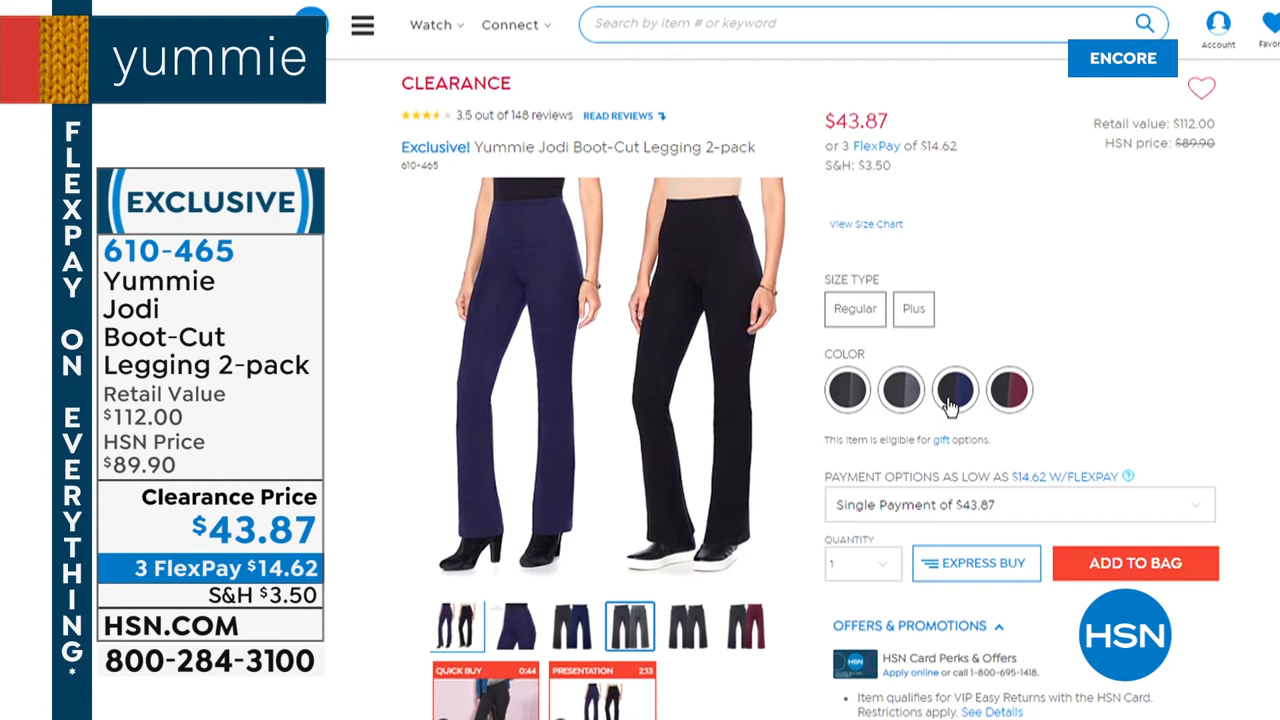 yummie
FLEXPAY ON EVERYTHING*
EXCLUSIVE
610-465
Yummie
Jodi
Boot-Cut
Legging 2-pack
Retail Value
$112.00
HSN Price
$89.90
Clearance Price
$43.87
3 FlexPay $14.62
S&H $3.50
HSN.COM
800-284-3100
Watch
Connect
Search by item # or keyword
Account
Favor
ENCORE
CLEARANCE
3.5 out of 148 reviews READ REVIEWS
Exclusive! Yummie Jodi Boot-Cut Legging 2-pack
610-465
$43.87
or 3 FlexPay of $14.62
S&H: $3.50
Retail value: $112.00
HSN price: $89.90
View Size Chart
SIZE TYPE
Regular
Plus
COLOR
This item is eligible for gift options.
PAYMENT OPTIONS AS LOW AS $14.62 W/FLEXPAY ?
Single Payment of $43.87
QUANTITY
1
EXPRESS BUY
ADD TO BAG
OFFERS & PROMOTIONS
HSN
HSN Card Perks & Offers
Apply online or call 1-800-695-1418.
• Item qualifies for VIP Easy Returns with the HSN Card.
Restrictions apply. See Details
HSN
QUICK BUY 0:44
PRESENTATION 2:13